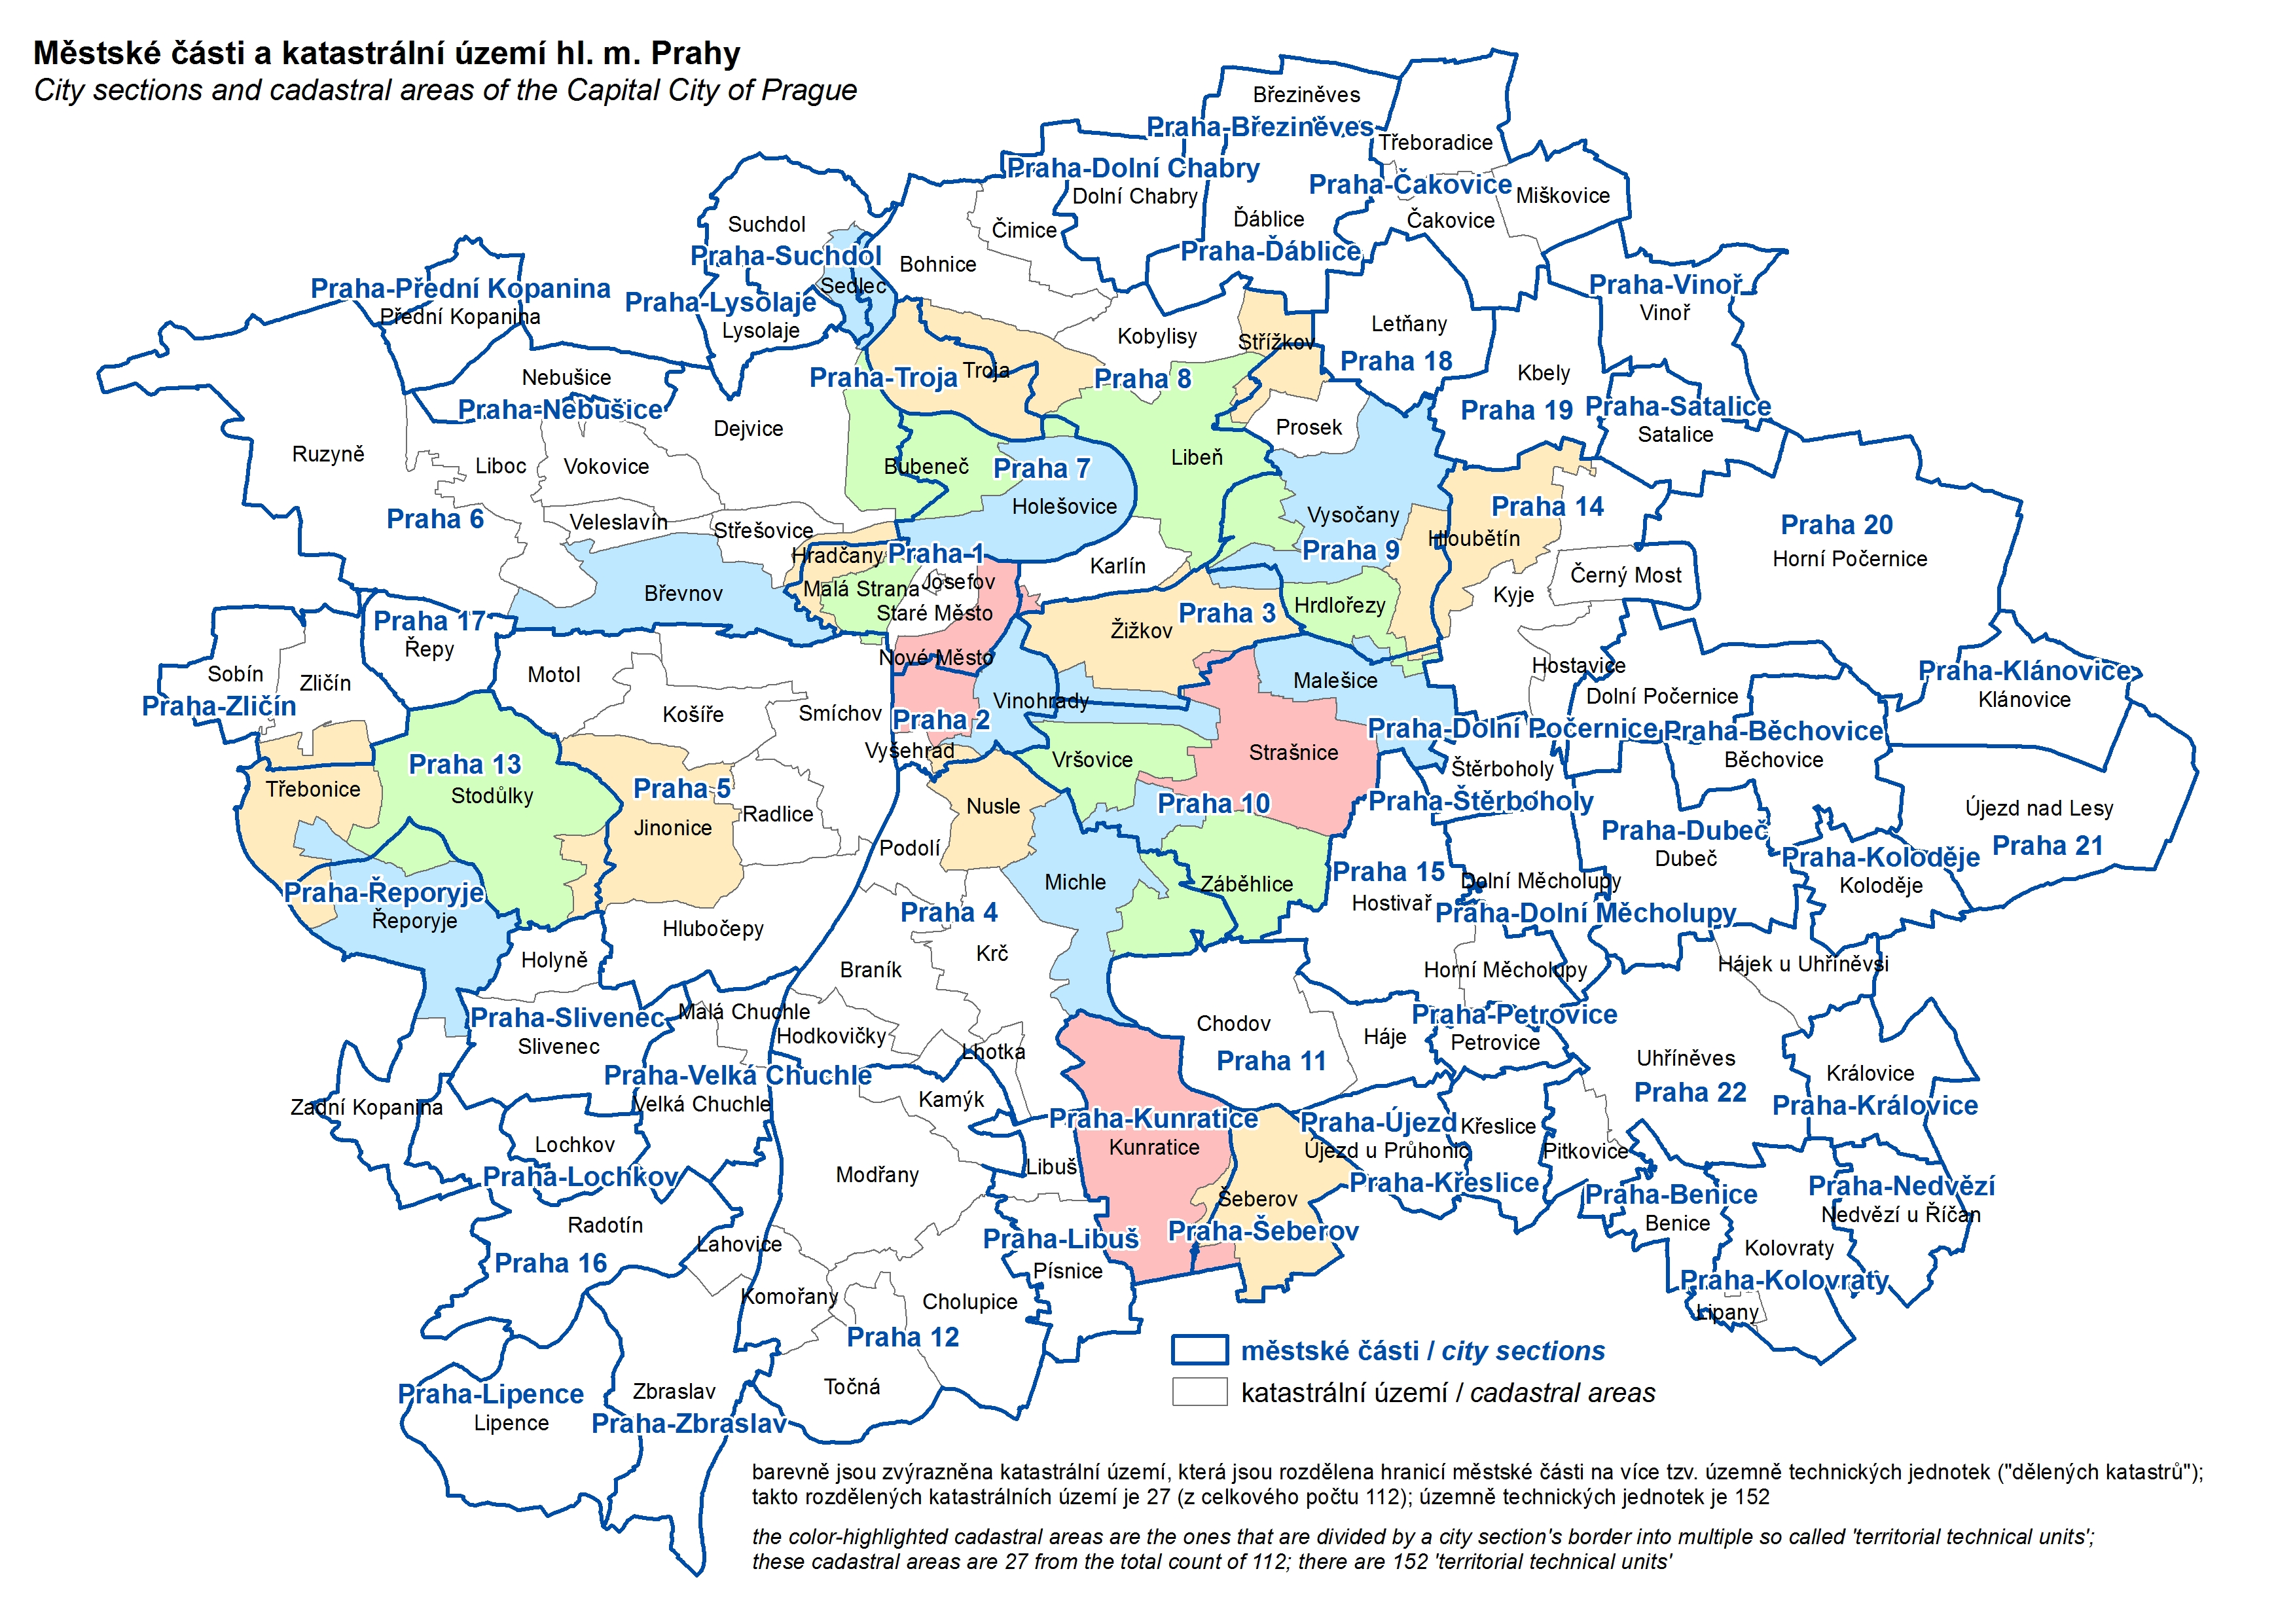 Městské části a katastrální území hl. m. Prahy
City sections and cadastral areas of the Capital City of Prague
Březiněves
Praha-Březiněves
Třeboradice
Praha-Dolní Chabry
Dolní Chabry
Praha-Čakovice
Miškovice
Čakovice
Ďáblice
Praha-Ďáblice
Čimice
Bohnice
Suchdol
Praha-Suchdol
Sedlec
Praha-Lysolaje
Lysolaje
Praha-Přední Kopanina
Přední Kopanina
Praha-Vinoř
Vinoř
Kobylisy
Střížkov
Letňany
Praha 18
Nebušice
Praha-Nebušice
Praha-Troja
Troja
Praha 8
Kbely
Praha 19
Praha-Satalice
Satalice
Dejvice
Prosek
Ruzyně
Liboc
Vokovice
Bubeneč
Praha 7
Holešovice
Libeň
Praha 6
Veleslavín
Střešovice
Vysočany
Praha 9
Hloubětín
Praha 14
Praha 20
Horní Počernice
Hradčany
Praha 1
Karlín
Černý Most
Břevnov
Malá Strana
Josefov
Staré Město
Praha 3
Žižkov
Hrdlořezy
Kyje
Praha 17
Řepy
Nové Město
Hostavice
Praha-Klánovice
Klánovice
Sobín
Zličín
Praha-Zličín
Motol
Košíře
Smíchov
Praha 2
Vinohrady
Malešice
Dolní Počernice
Praha-Dolní Počernice
Praha-Běchovice
Běchovice
Vyšehrad
Vršovice
Strašnice
Štěrboholy
Praha-Štěrboholy
Praha 13
Stodůlky
Třebonice
Praha 5
Jinonice
Radlice
Nusle
Praha 10
Újezd nad Lesy
Praha 21
Praha-Dubeč
Dubeč
Praha-Koloděje
Koloděje
Podolí
Michle
Záběhlice
Praha 15
Hostivař
Dolní Měcholupy
Praha-Dolní Měcholupy
Praha-Řeporyje
Řeporyje
Hlubočepy
Praha 4
Krč
Holyně
Braník
Horní Měcholupy
Hájek u Uhříněvsi
Praha-Slivenec
Slivenec
Malá Chuchle
Hodkovičky
Lhotka
Chodov
Praha 11
Háje
Praha-Petrovice
Petrovice
Uhříněves
Praha 22
Královice
Praha-Královice
Praha-Velká Chuchle
Velká Chuchle
Zadní Kopanina
Kamýk
Praha-Kunratice
Kunratice
Praha-Újezd
Újezd u Průhonic
Křeslice
Praha-Křeslice
Pitkovice
Lochkov
Praha-Lochkov
Modřany
Libuš
Šeberov
Praha-Šeberov
Praha-Benice
Benice
Praha-Nedvězí
Nedvězí u Říčan
Radotín
Praha 16
Lahovice
Praha-Libuš
Písnice
Kolovraty
Praha-Kolovraty
Lipany
Komořany
Cholupice
Praha 12
Točná
Praha-Lipence
Lipence
Zbraslav
Praha-Zbraslav
městské části / city sections
katastrální území / cadastral areas
barevně jsou zvýrazněna katastrální území, která jsou rozdělena hranicí městské části na více tzv. územně technických jednotek ("dělených katastrů");
takto rozdělených katastrálních území je 27 (z celkového počtu 112); územně technických jednotek je 152
the color-highlighted cadastral areas are the ones that are divided by a city section's border into multiple so called 'territorial technical units';
these cadastral areas are 27 from the total count of 112; there are 152 'territorial technical units'